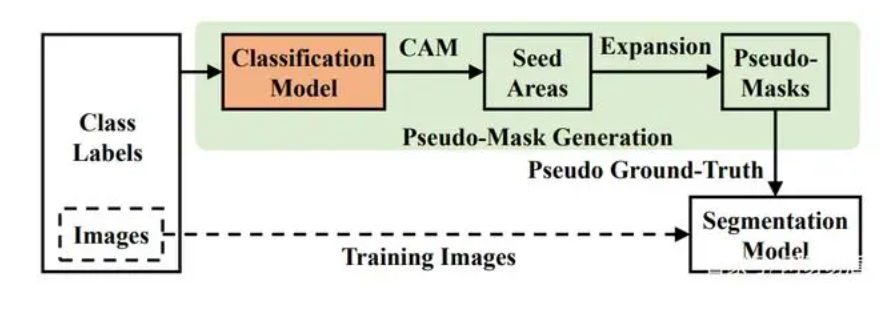 Classification
Model
CAM
Seed
Areas
Expansion
Pseudo-
Masks
Class
Labels
Pseudo-Mask Generation
Pseudo Ground-Truth
Images
Training Images
Segmentation
Model